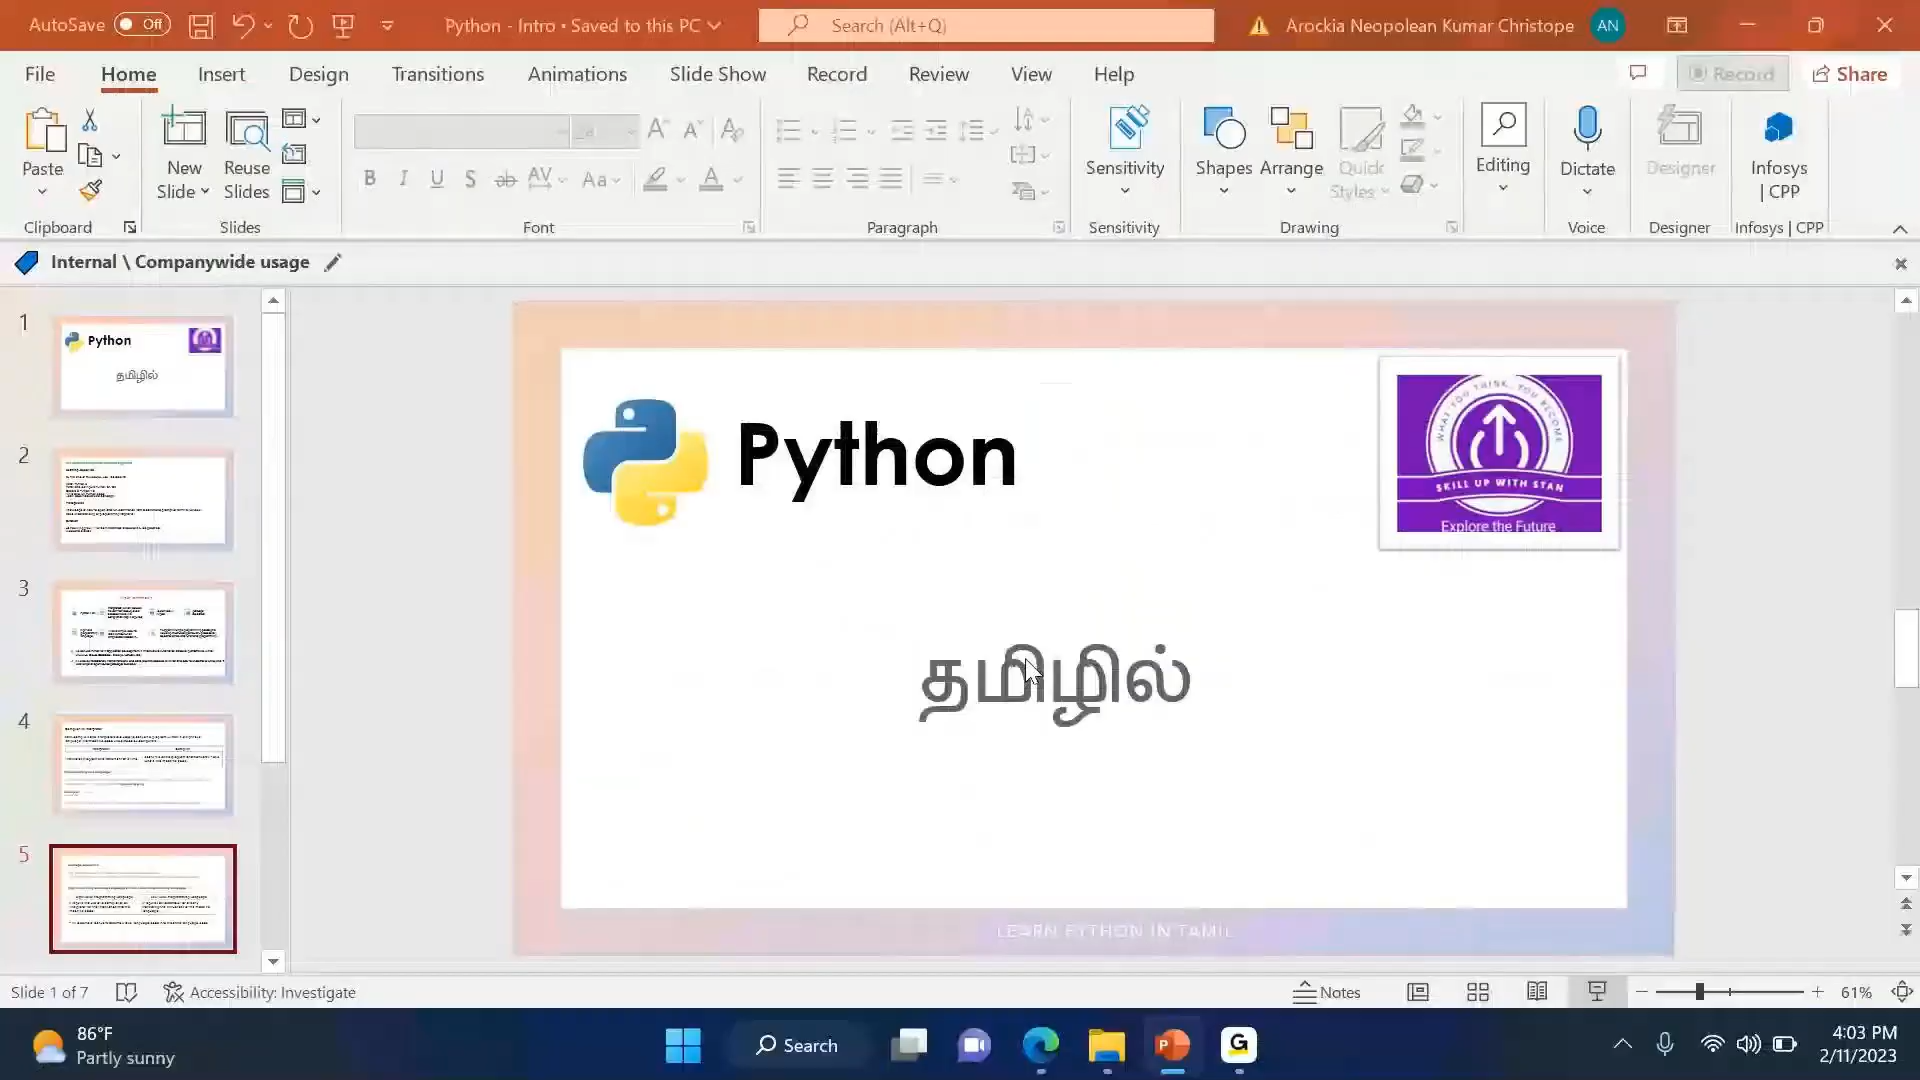 AutoSave Off Python - Intro • Saved to this PC Search (Alt+Q) Arockia Neopolean Kumar Christope AN
File Home Insert Design Transitions Animations Slide Show Record Review View Help Record Share
Paste New Slide Reuse Slides Sensitivity Shapes Arrange Quick Styles Editing Dictate Designer Infosys | CPP
Clipboard Slides Font Paragraph Sensitivity Drawing Voice Designer Infosys | CPP
Internal \ Companywide usage
1
Python
தமிழில்
2
3
4
5
Python
WHAT YOU THINK, YOU BECOME
SKILL UP WITH STAN
Explore the Future
தமிழில்
LEARN PYTHON IN TAMIL
Slide 1 of 7 Accessibility: Investigate Notes 61%
86°F
Partly sunny
Search
4:03 PM
2/11/2023